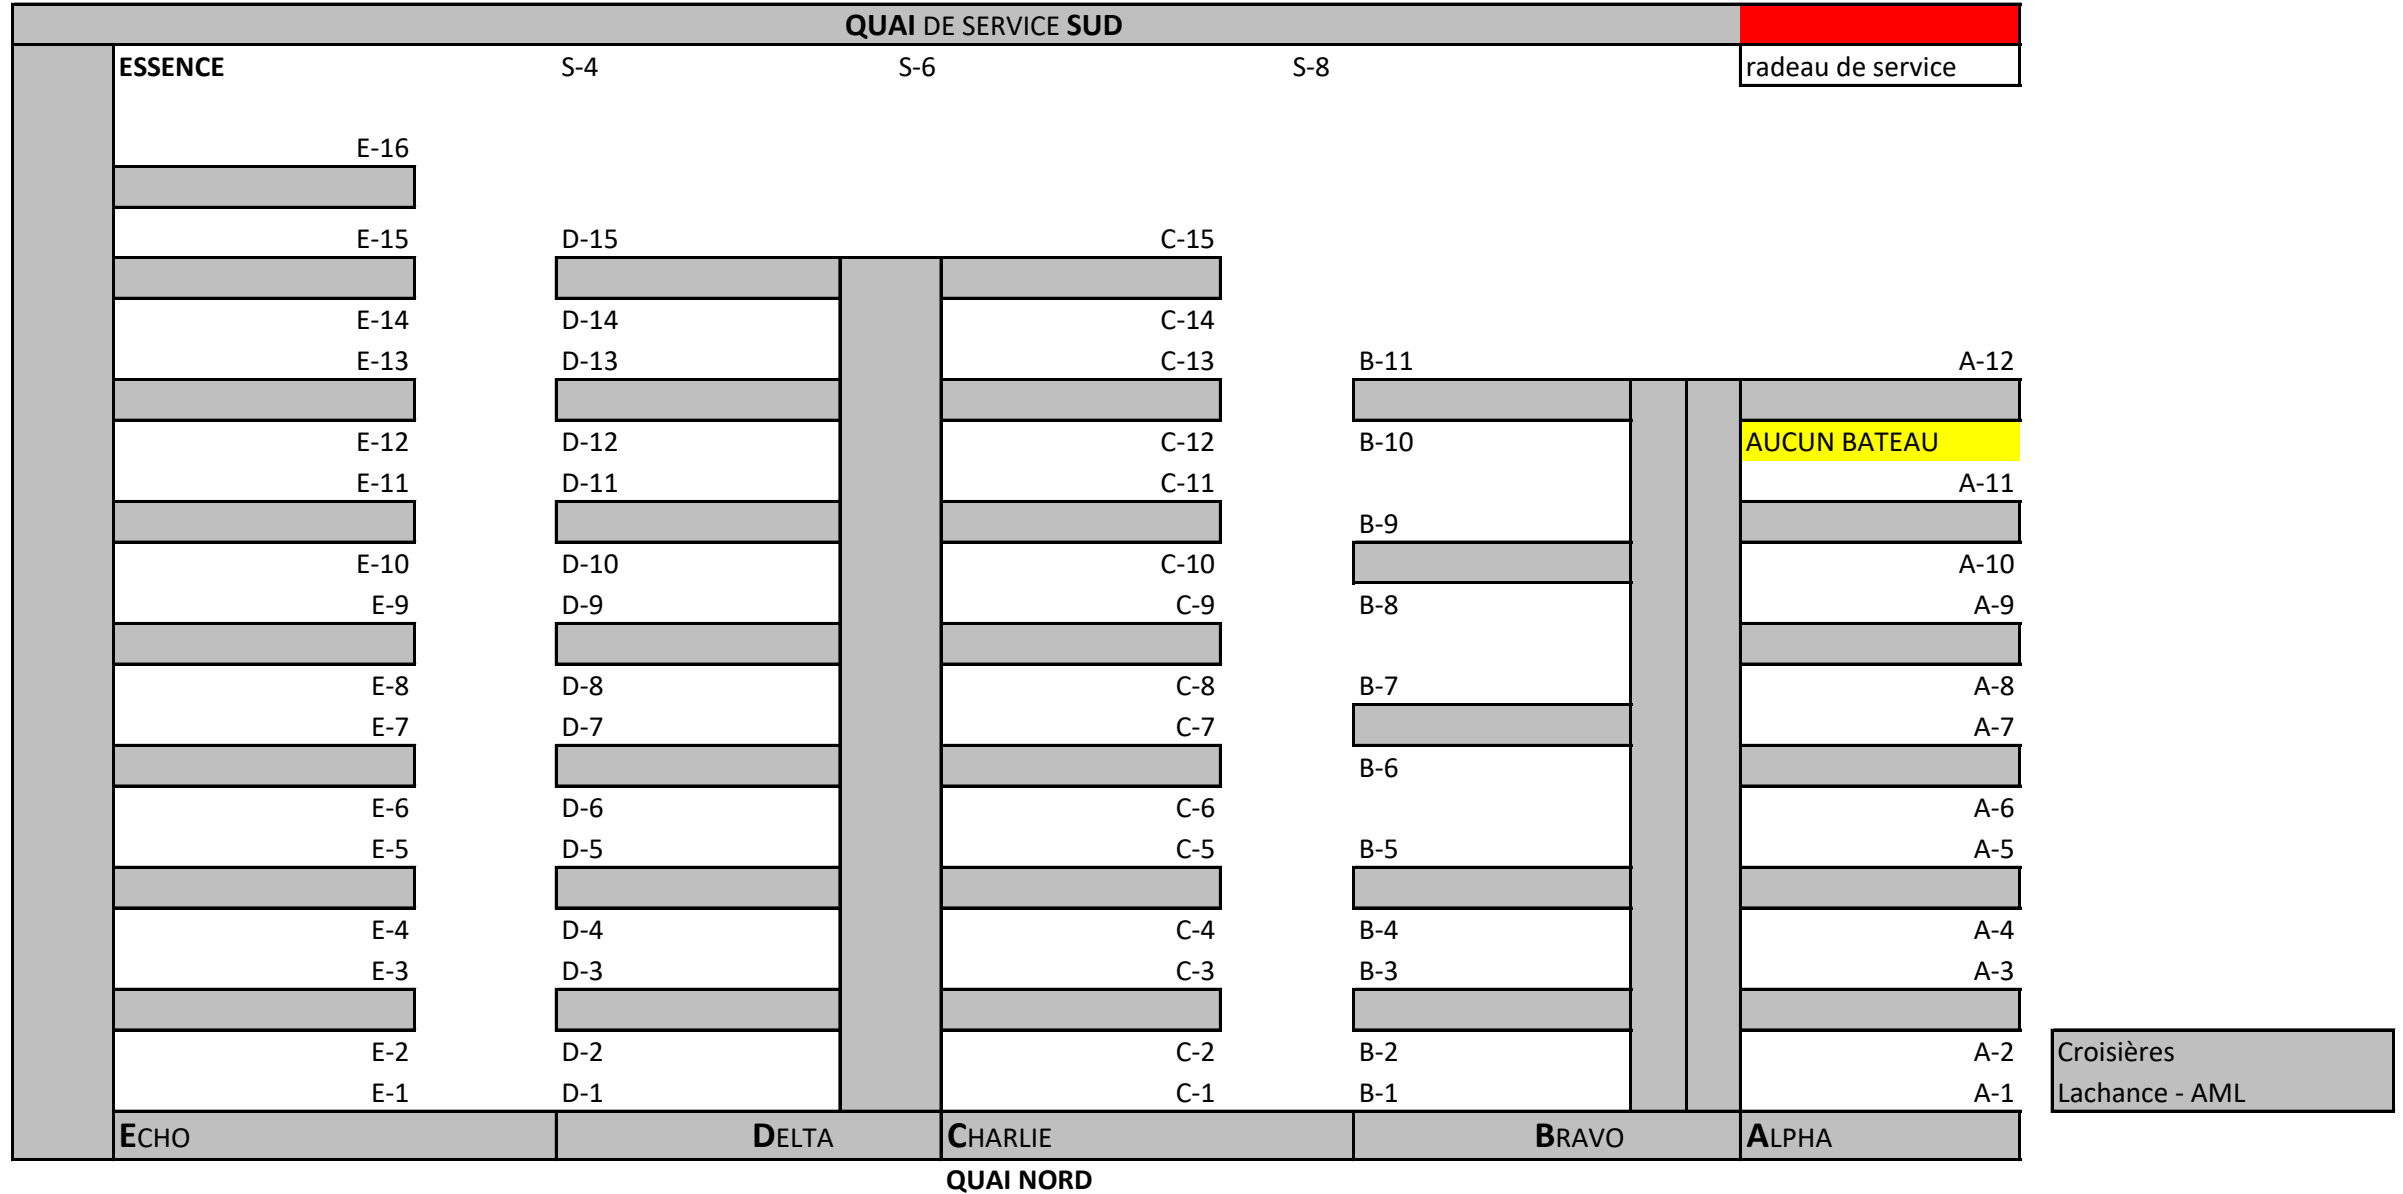 QUAI DE SERVICE SUD
ESSENCE S-4 S-6 S-8 radeau de service
E-16
E-15 D-15 C-15
E-14 D-14 C-14
E-13 D-13 C-13 B-11 A-12
E-12 D-12 C-12 B-10 AUCUN BATEAU
E-11 D-11 C-11 A-11
B-9
E-10 D-10 C-10 A-10
E-9 D-9 C-9 B-8 A-9
E-8 D-8 C-8 B-7 A-8
E-7 D-7 C-7 A-7
B-6
E-6 D-6 C-6 A-6
E-5 D-5 C-5 B-5 A-5
E-4 D-4 C-4 B-4 A-4
E-3 D-3 C-3 B-3 A-3
E-2 D-2 C-2 B-2 A-2 Croisières
E-1 D-1 C-1 B-1 A-1 Lachance - AML
ECHO DELTA CHARLIE BRAVO ALPHA
QUAI NORD